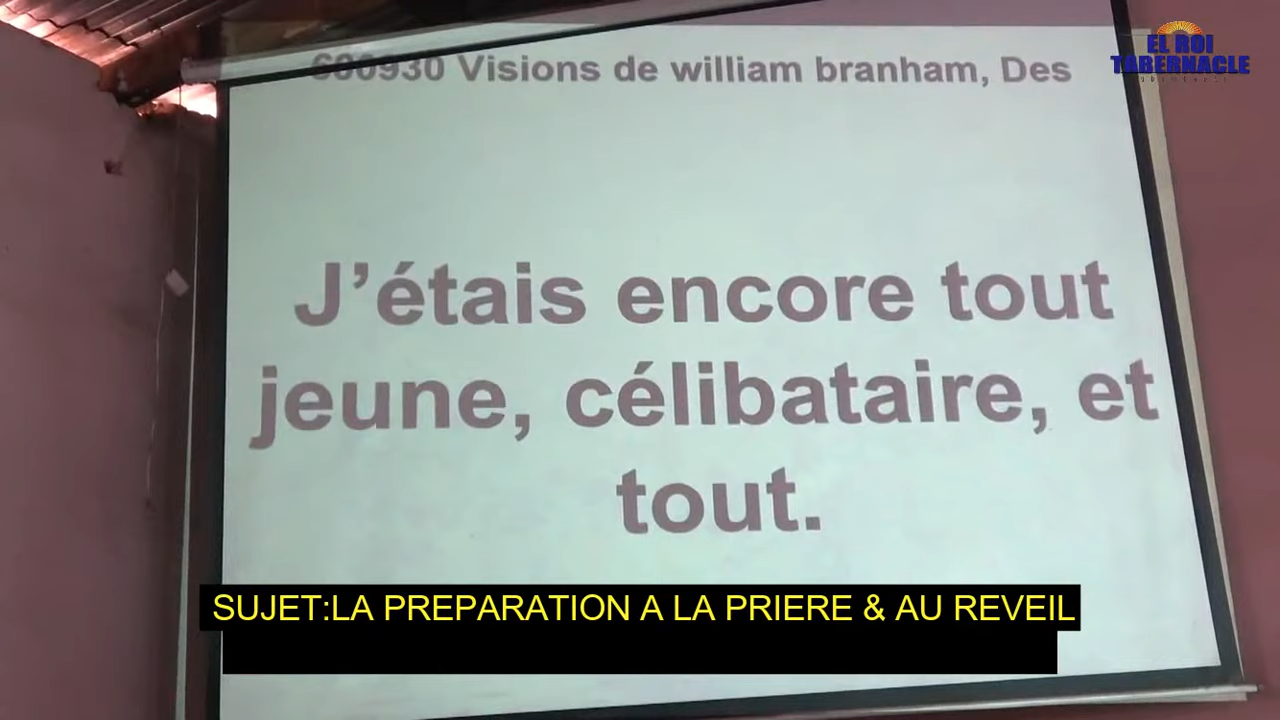 EL ROI
TABERNACLE
600930 Visions de william branham, Des
J'étais encore tout
jeune, célibataire, et
tout.
SUJET:LA PREPARATION A LA PRIERE & AU REVEIL